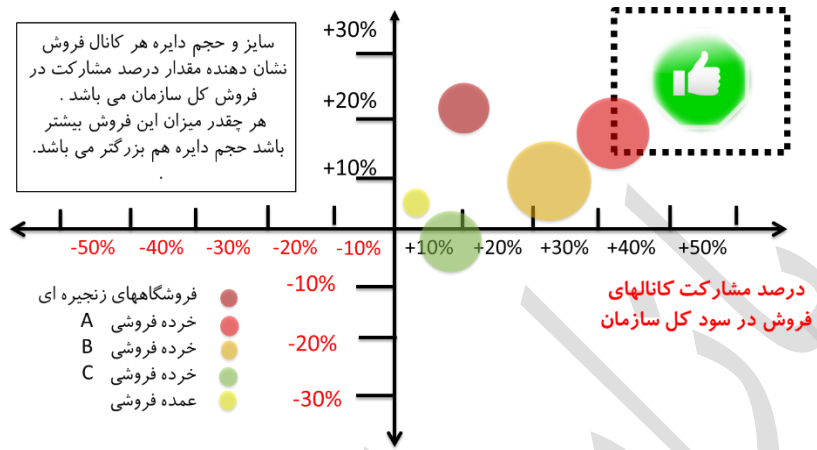 سایز و حجم دایره هر کانال فروش
نشان دهنده مقدار درصد مشارکت در
فروش کل سازمان می باشد .
هر چقدر میزان این فروش بیشتر
باشد حجم دایره هم بزرگتر می باشد.
.
+30%
+20%
+10%
-50% -40% -30% -20% -10% +10% +20% +30% +40% +50%
-10%
-20%
-30%
درصد مشارکت کانالهای
فروش در سود کل سازمان
فروشگاههای زنجیره ای
خرده فروشی A
خرده فروشی B
خرده فروشی C
عمده فروشی